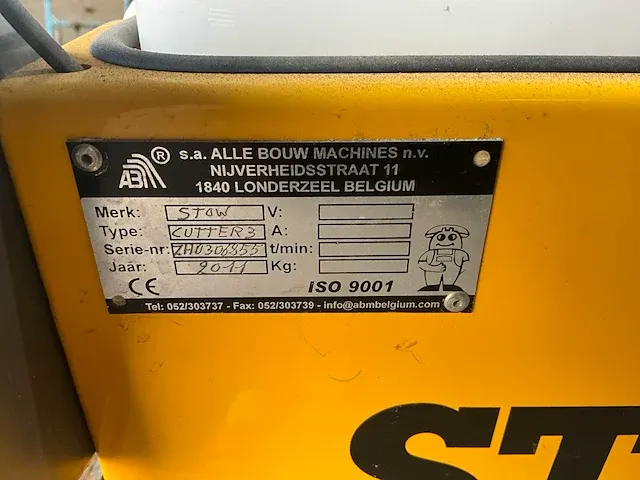 ABM ® s.a. ALLE BOUW MACHINES n.v.
NIJVERHEIDSSTRAAT 11
1840 LONDERZEEL BELGIUM
Merk: STOW V:
Type: CUTTER3 A:
Serie-nr: t/min:
Jaar: 2011 Kg:
CE ISO 9001
Tel: 052/303737 - Fax: 052/303739 - info@abmbelgium.com
ST